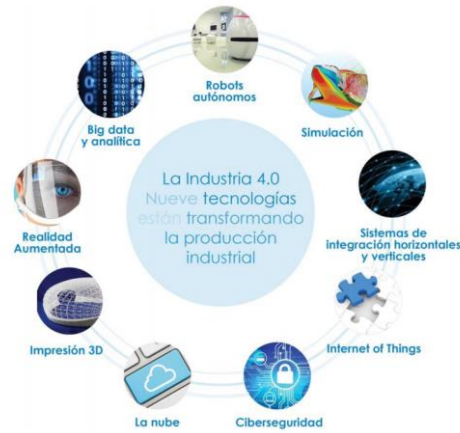 Robots
autónomos
Simulación
Sistemas de
integración horizontales
y verticales
Internet of Things
Ciberseguridad
La nube
Impresión 3D
Realidad
Aumentada
Big data
y analítica
La Industria 4.0
Nueve tecnologías
están transformando
la producción
industrial